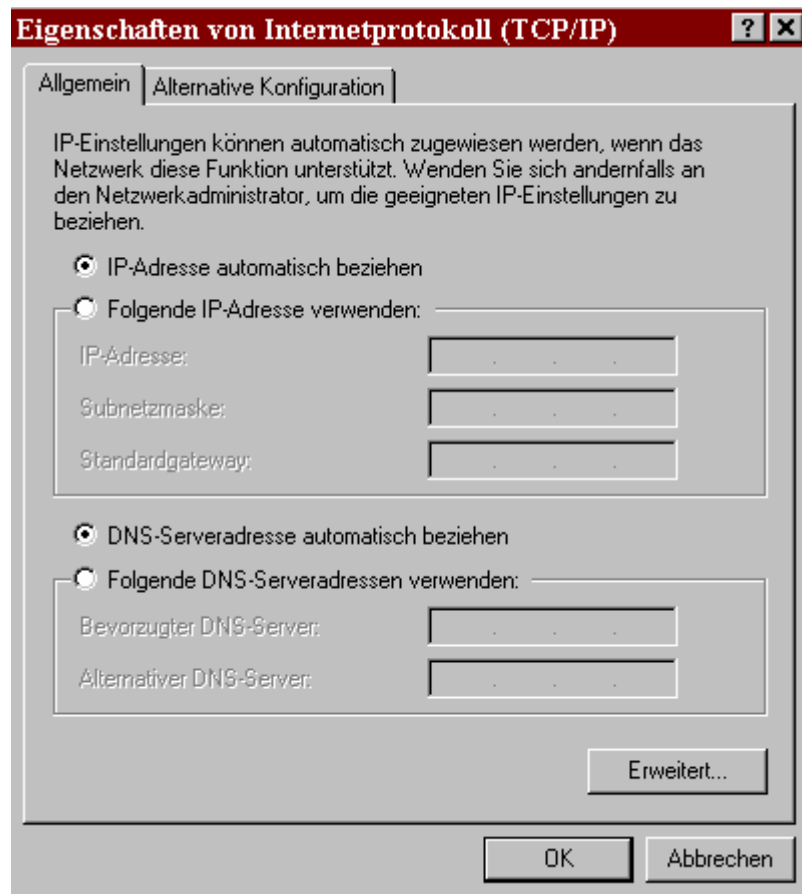 Eigenschaften von Internetprotokoll (TCP/IP)
Allgemein
Alternative Konfiguration
IP-Einstellungen können automatisch zugewiesen werden, wenn das
Netzwerk diese Funktion unterstützt. Wenden Sie sich andernfalls an
den Netzwerkadministrator, um die geeigneten IP-Einstellungen zu
beziehen.
IP-Adresse automatisch beziehen
Folgende IP-Adresse verwenden:
IP-Adresse:
Subnetzmaske:
Standardgateway:
DNS-Serveradresse automatisch beziehen
Folgende DNS-Serveradressen verwenden:
Bevorzugter DNS-Server:
Alternativer DNS-Server:
Erweitert...
OK
Abbrechen